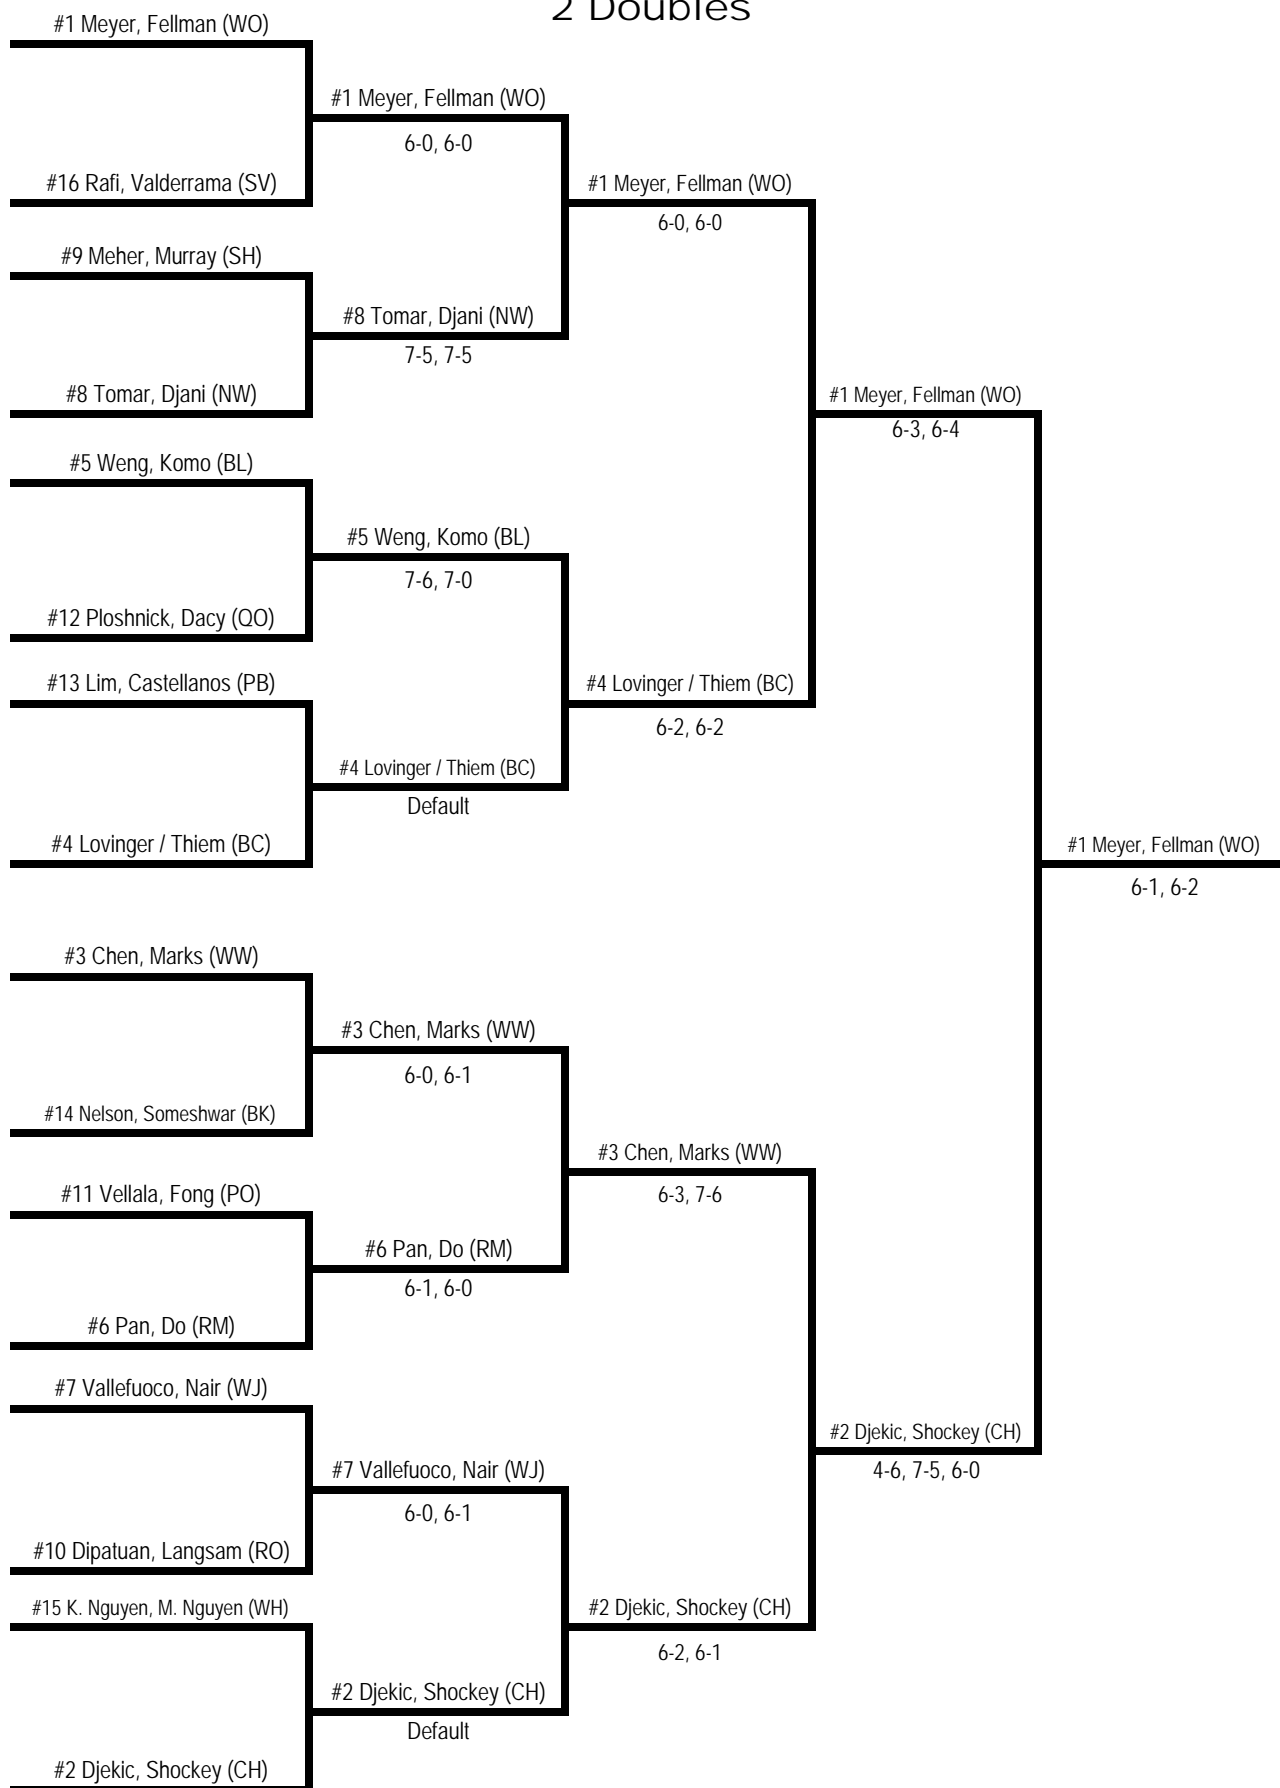 2 Doubles
#1 Meyer, Fellman (WO)
#1 Meyer, Fellman (WO)
6-0, 6-0
#16 Rafi, Valderrama (SV)
#1 Meyer, Fellman (WO)
6-0, 6-0
#9 Meher, Murray (SH)
#8 Tomar, Djani (NW)
7-5, 7-5
#8 Tomar, Djani (NW)
#1 Meyer, Fellman (WO)
6-3, 6-4
#5 Weng, Komo (BL)
#5 Weng, Komo (BL)
7-6, 7-0
#12 Ploshnick, Dacy (QO)
#13 Lim, Castellanos (PB)
#4 Lovinger / Thiem (BC)
6-2, 6-2
#4 Lovinger / Thiem (BC)
Default
#4 Lovinger / Thiem (BC)
#1 Meyer, Fellman (WO)
6-1, 6-2
#3 Chen, Marks (WW)
#3 Chen, Marks (WW)
6-0, 6-1
#14 Nelson, Someshwar (BK)
#3 Chen, Marks (WW)
6-3, 7-6
#11 Vellala, Fong (PO)
#6 Pan, Do (RM)
6-1, 6-0
#6 Pan, Do (RM)
#7 Vallefuoco, Nair (WJ)
#2 Djekic, Shockey (CH)
4-6, 7-5, 6-0
#7 Vallefuoco, Nair (WJ)
6-0, 6-1
#10 Dipatuan, Langsam (RO)
#15 K. Nguyen, M. Nguyen (WH)
#2 Djekic, Shockey (CH)
6-2, 6-1
#2 Djekic, Shockey (CH)
Default
#2 Djekic, Shockey (CH)